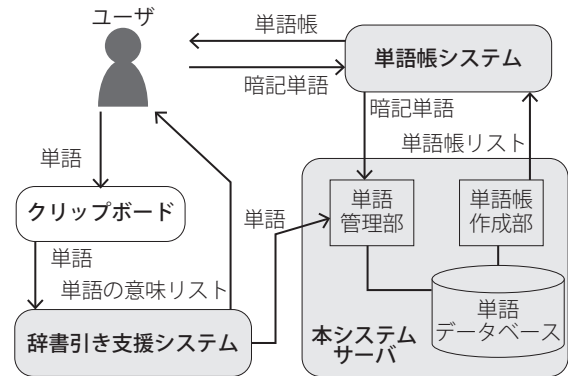 ユーザ
単語帳
単語帳システム
暗記単語
暗記単語
単語
単語帳リスト
クリップボード
単語
管理部
単語帳
作成部
単語
単語
単語の意味リスト
単語
データベース
辞書引き支援システム
本システム
サーバ